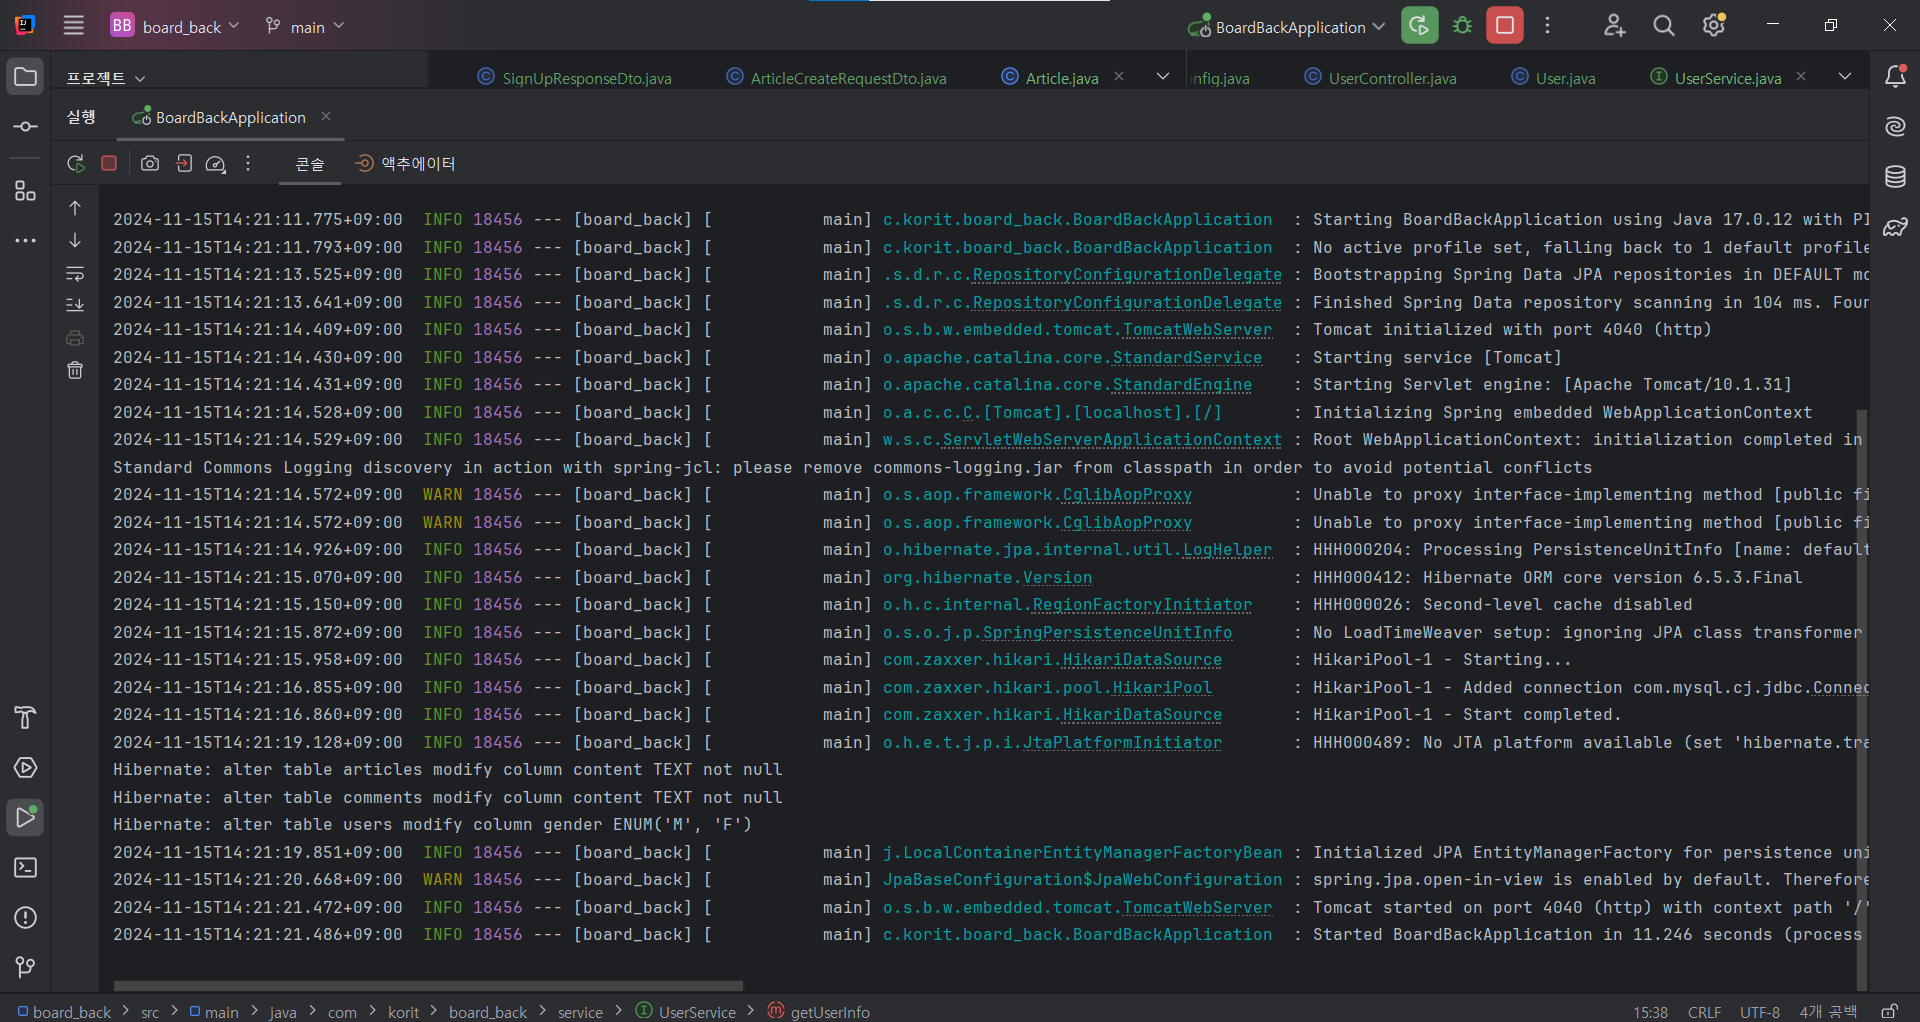 BB board_back main BoardBackApplication
프로젝트 SignUpResponseDto.java ArticleCreateRequestDto.java Article.java nfig.java UserController.java User.java UserService.java
실행 BoardBackApplication
콘솔 액추에이터
2024-11-15T14:21:11.775+09:00  INFO 18456 --- [board_back] [           main] c.korit.board_back.BoardBackApplication  : Starting BoardBackApplication using Java 17.0.12 with PI
2024-11-15T14:21:11.793+09:00  INFO 18456 --- [board_back] [           main] c.korit.board_back.BoardBackApplication  : No active profile set, falling back to 1 default profile
2024-11-15T14:21:13.525+09:00  INFO 18456 --- [board_back] [           main] .s.d.r.c.RepositoryConfigurationDelegate : Bootstrapping Spring Data JPA repositories in DEFAULT mo
2024-11-15T14:21:13.641+09:00  INFO 18456 --- [board_back] [           main] .s.d.r.c.RepositoryConfigurationDelegate : Finished Spring Data repository scanning in 104 ms. Four
2024-11-15T14:21:14.409+09:00  INFO 18456 --- [board_back] [           main] o.s.b.w.embedded.tomcat.TomcatWebServer  : Tomcat initialized with port 4040 (http)
2024-11-15T14:21:14.430+09:00  INFO 18456 --- [board_back] [           main] o.apache.catalina.core.StandardService   : Starting service [Tomcat]
2024-11-15T14:21:14.431+09:00  INFO 18456 --- [board_back] [           main] o.apache.catalina.core.StandardEngine    : Starting Servlet engine: [Apache Tomcat/10.1.31]
2024-11-15T14:21:14.528+09:00  INFO 18456 --- [board_back] [           main] o.a.c.c.C.[Tomcat].[localhost].[/]       : Initializing Spring embedded WebApplicationContext
2024-11-15T14:21:14.529+09:00  INFO 18456 --- [board_back] [           main] w.s.c.ServletWebServerApplicationContext : Root WebApplicationContext: initialization completed in
Standard Commons Logging discovery in action with spring-jcl: please remove commons-logging.jar from classpath in order to avoid potential conflicts
2024-11-15T14:21:14.572+09:00  WARN 18456 --- [board_back] [           main] o.s.aop.framework.CglibAopProxy          : Unable to proxy interface-implementing method [public fi
2024-11-15T14:21:14.572+09:00  WARN 18456 --- [board_back] [           main] o.s.aop.framework.CglibAopProxy          : Unable to proxy interface-implementing method [public fi
2024-11-15T14:21:14.926+09:00  INFO 18456 --- [board_back] [           main] o.hibernate.jpa.internal.util.LogHelper  : HHH000204: Processing PersistenceUnitInfo [name: default
2024-11-15T14:21:15.070+09:00  INFO 18456 --- [board_back] [           main] org.hibernate.Version                    : HHH000412: Hibernate ORM core version 6.5.3.Final
2024-11-15T14:21:15.150+09:00  INFO 18456 --- [board_back] [           main] o.h.c.internal.RegionFactoryInitiator    : HHH000026: Second-level cache disabled
2024-11-15T14:21:15.872+09:00  INFO 18456 --- [board_back] [           main] o.s.o.j.p.SpringPersistenceUnitInfo      : No LoadTimeWeaver setup: ignoring JPA class transformer
2024-11-15T14:21:15.958+09:00  INFO 18456 --- [board_back] [           main] com.zaxxer.hikari.HikariDataSource       : HikariPool-1 - Starting...
2024-11-15T14:21:16.855+09:00  INFO 18456 --- [board_back] [           main] com.zaxxer.hikari.pool.HikariPool        : HikariPool-1 - Added connection com.mysql.cj.jdbc.Connec
2024-11-15T14:21:16.860+09:00  INFO 18456 --- [board_back] [           main] com.zaxxer.hikari.HikariDataSource       : HikariPool-1 - Start completed.
2024-11-15T14:21:19.128+09:00  INFO 18456 --- [board_back] [           main] o.h.e.t.j.p.i.JtaPlatformInitiator       : HHH000489: No JTA platform available (set 'hibernate.tra
Hibernate: alter table articles modify column content TEXT not null
Hibernate: alter table comments modify column content TEXT not null
Hibernate: alter table users modify column gender ENUM('M', 'F')
2024-11-15T14:21:19.851+09:00  INFO 18456 --- [board_back] [           main] j.LocalContainerEntityManagerFactoryBean : Initialized JPA EntityManagerFactory for persistence uni
2024-11-15T14:21:20.668+09:00  WARN 18456 --- [board_back] [           main] JpaBaseConfiguration$JpaWebConfiguration : spring.jpa.open-in-view is enabled by default. Therefore
2024-11-15T14:21:21.472+09:00  INFO 18456 --- [board_back] [           main] o.s.b.w.embedded.tomcat.TomcatWebServer  : Tomcat started on port 4040 (http) with context path '/'
2024-11-15T14:21:21.486+09:00  INFO 18456 --- [board_back] [           main] c.korit.board_back.BoardBackApplication  : Started BoardBackApplication in 11.246 seconds (process
board_back > src > main > java > com > korit > board_back > service > UserService > getUserInfo 15:38 CRLF UTF-8 4개 공백